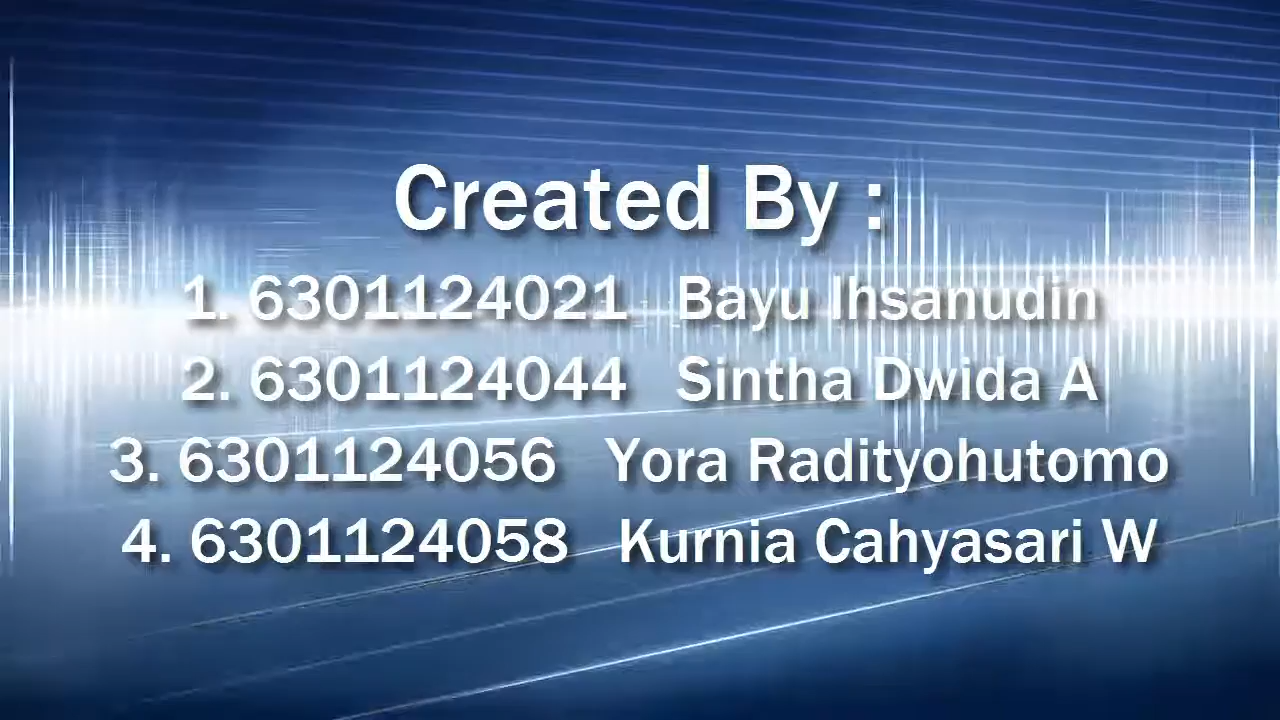 Created By :
1. 6301124021 Bayu Ihsanudin
2. 6301124044 Sintha Dwida A
3. 6301124056 Yora Radityohutomo
4. 6301124058 Kurnia Cahyasari W